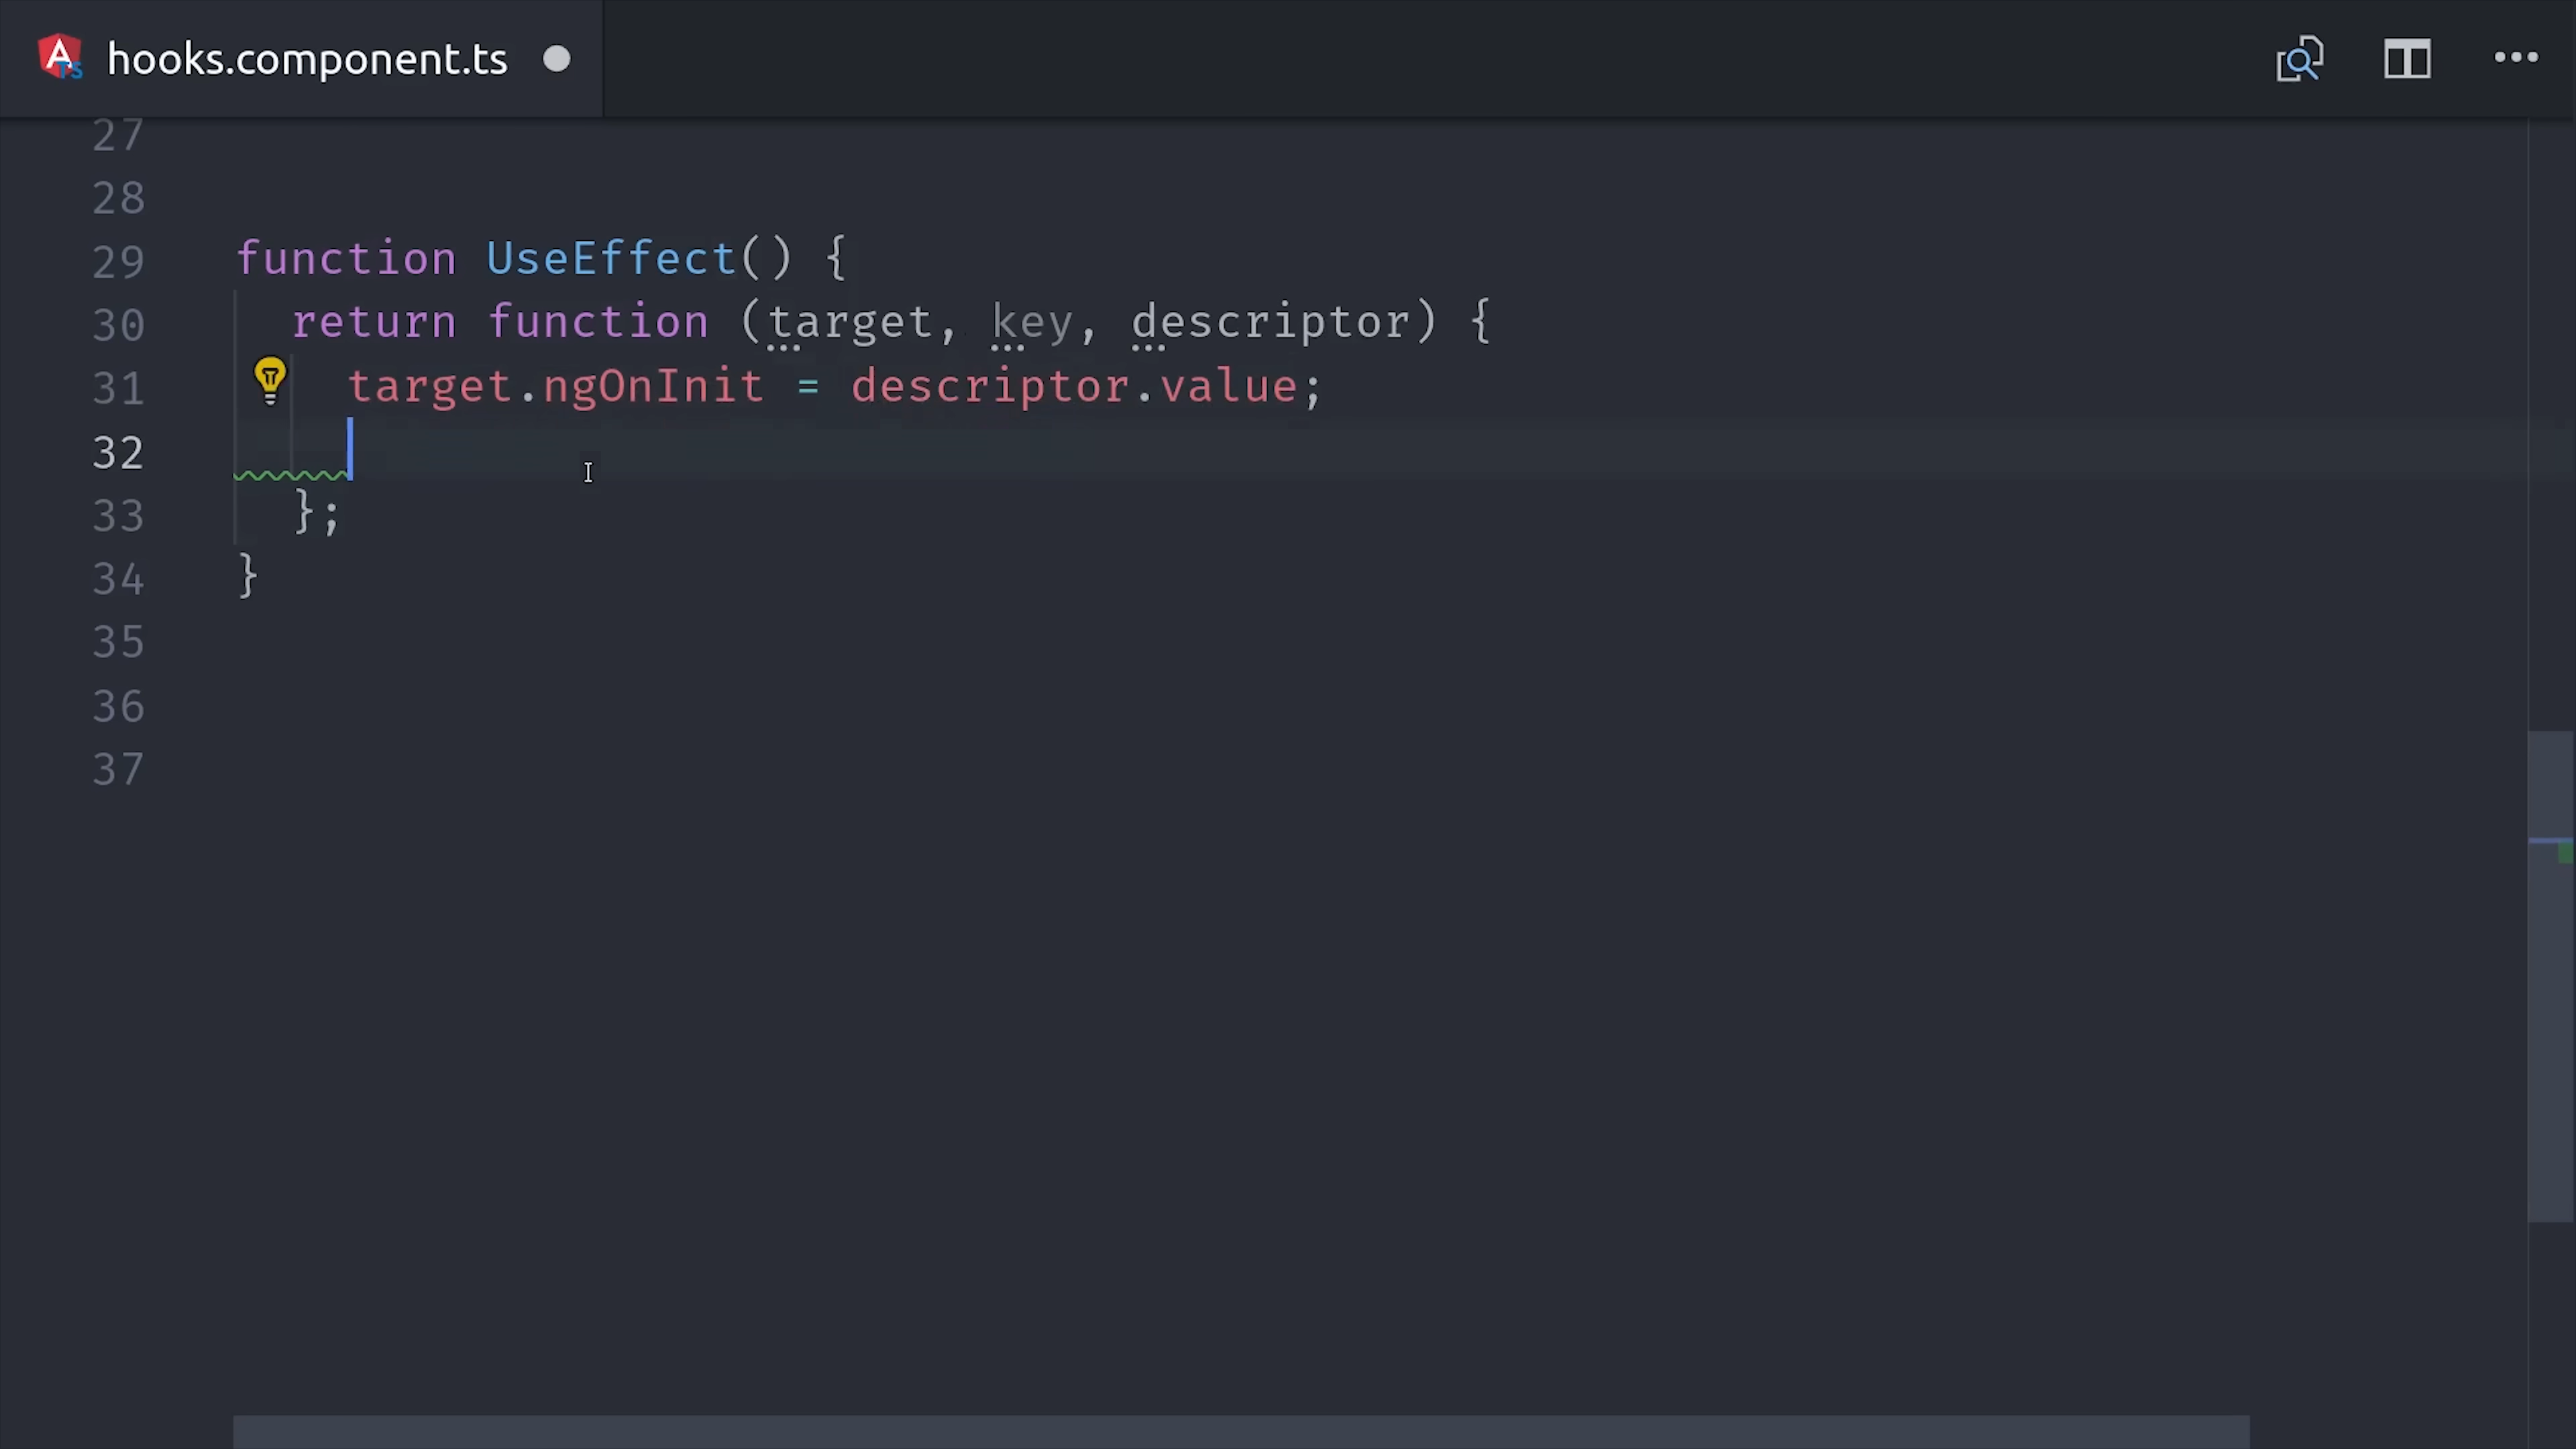 hooks.component.ts
27
28
29 function UseEffect() {
30 return function (target, key, descriptor) {
31 target.ngOnInit = descriptor.value;
32
33 };
34 }
35
36
37